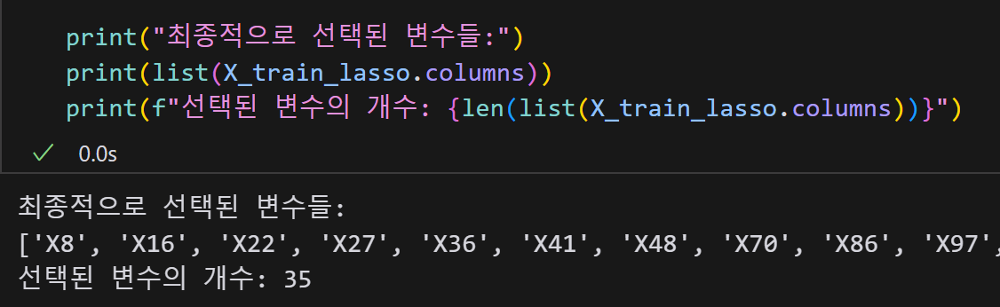 print("최종적으로 선택된 변수들:")
print(list(X_train_lasso.columns))
print(f"선택된 변수의 개수: {len(list(X_train_lasso.columns))}")
0.0s
최종적으로 선택된 변수들:
['X8', 'X16', 'X22', 'X27', 'X36', 'X41', 'X48', 'X70', 'X86', 'X97',
선택된 변수의 개수: 35